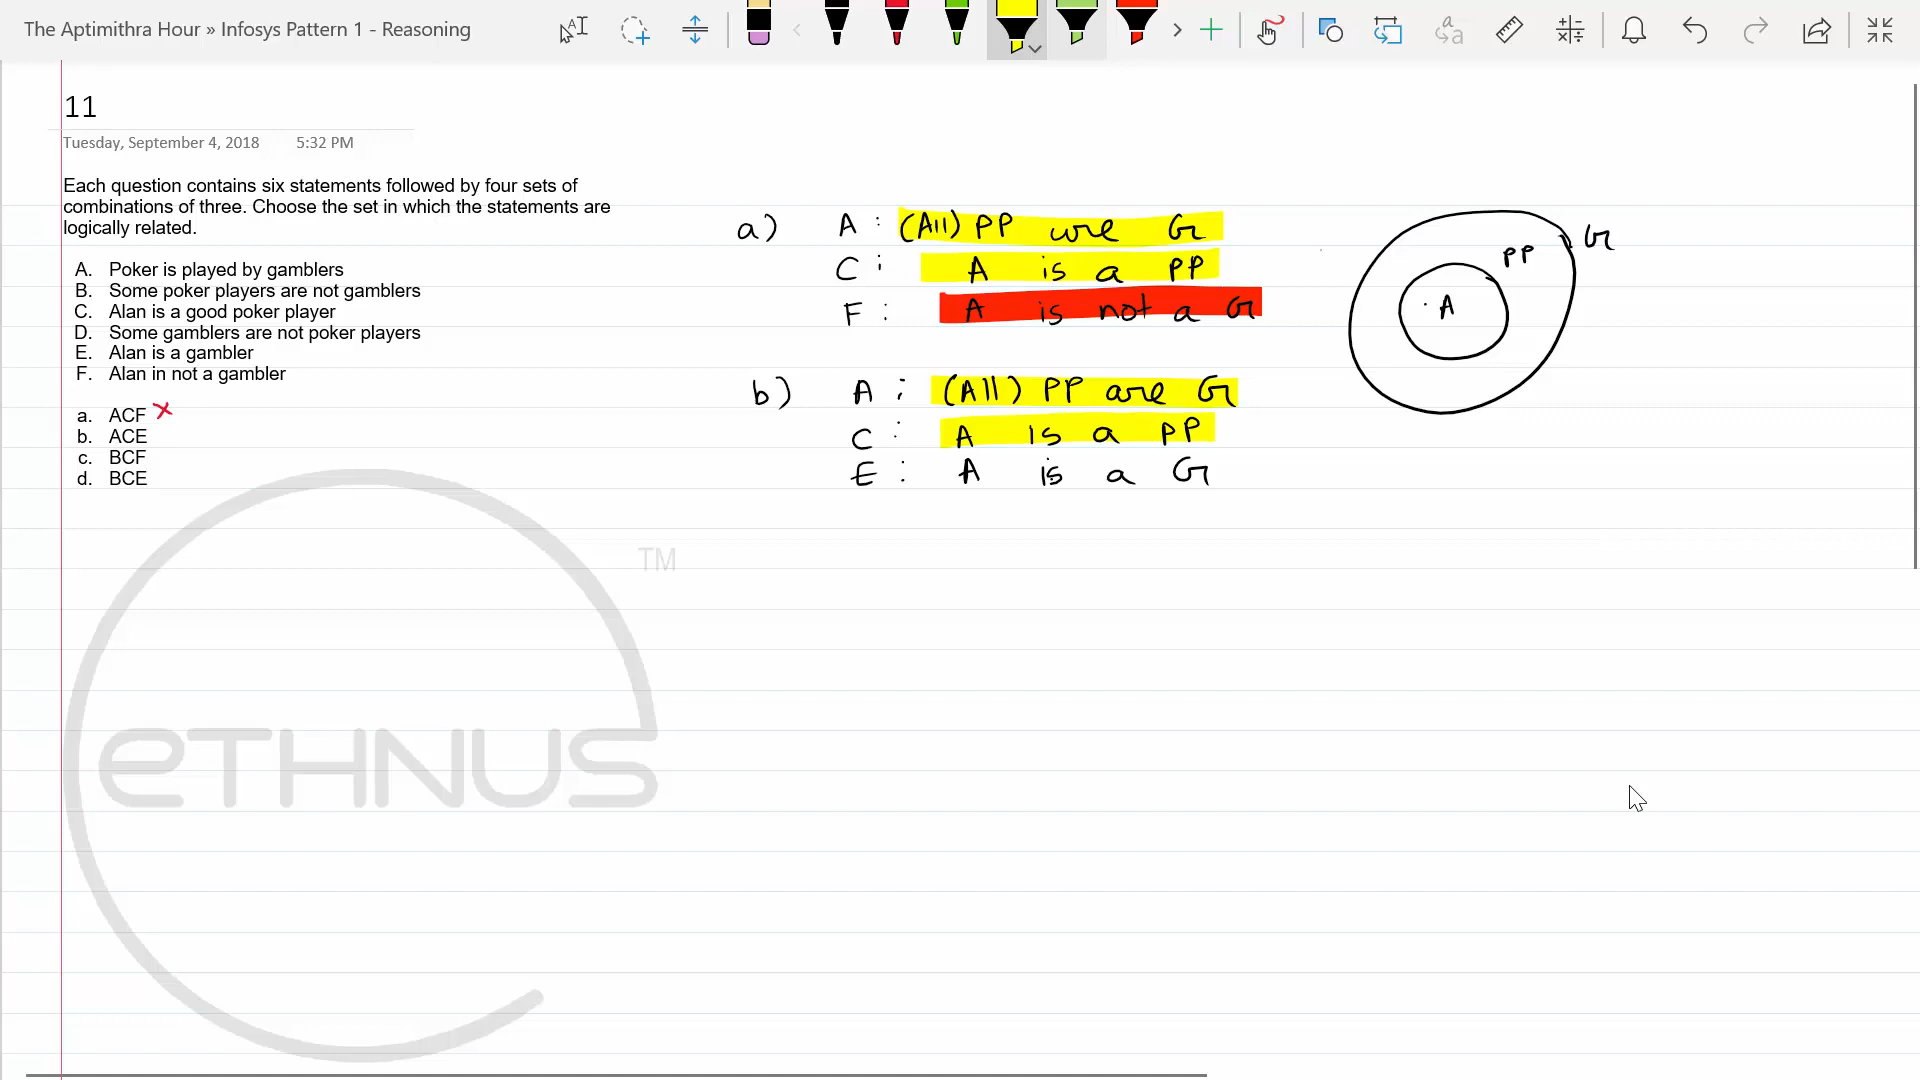 The Aptimithra Hour » Infosys Pattern 1 - Reasoning
11
Tuesday, September 4, 2018 5:32 PM
Each question contains six statements followed by four sets of
combinations of three. Choose the set in which the statements are
logically related.
A. Poker is played by gamblers
B. Some poker players are not gamblers
C. Alan is a good poker player
D. Some gamblers are not poker players
E. Alan is a gambler
F. Alan in not a gambler
a. ACF ×
b. ACE
c. BCF
d. BCE
a) A : (All) PP are G
C : A is a PP
F : A is not a G
b) A : (All) PP are G
C : A is a PP
E : A is a G
PP G
A
ETHNUS TM